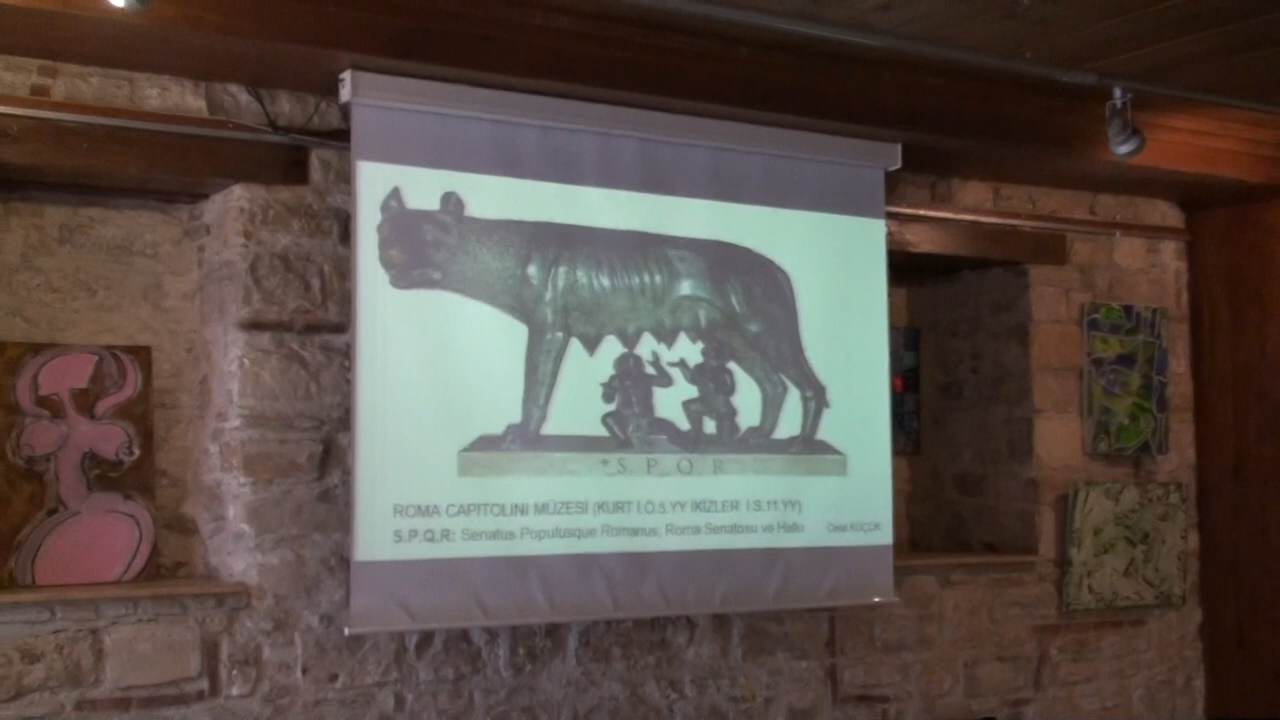 *S P Q R
ROMA CAPITOLINI MÜZESİ (KURT İ.Ö.5.YY İKİZLER İ.S.11.YY)
S.P.Q.R: Senatus Populusque Romanus; Roma Senatosu ve Halkı